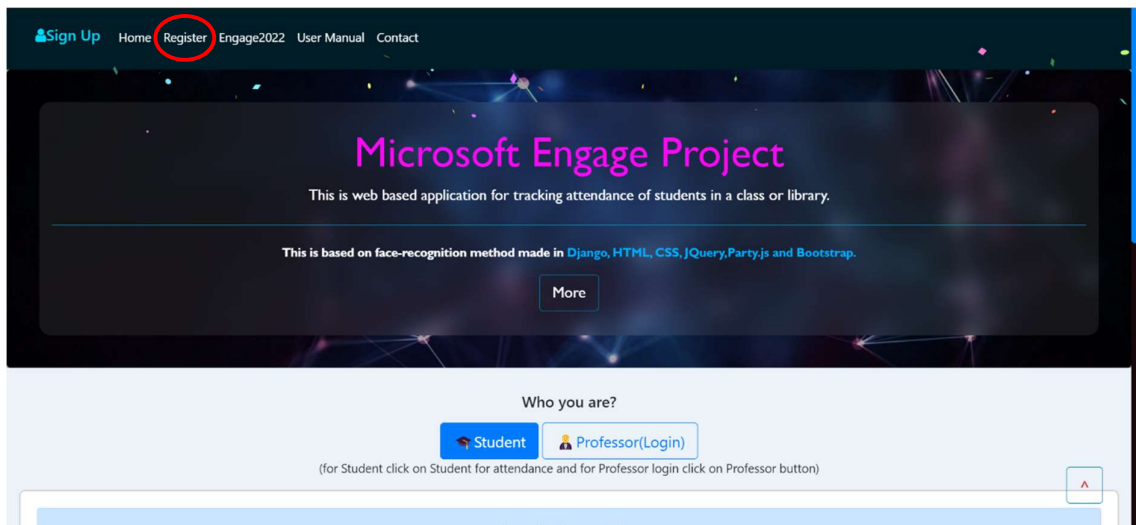 Sign Up Home Register Engage2022 User Manual Contact
Microsoft Engage Project
This is web based application for tracking attendance of students in a class or library.
This is based on face-recognition method made in Django, HTML, CSS, JQuery,Party.js and Bootstrap.
More
Who you are?
Student Professor(Login)
(for Student click on Student for attendance and for Professor login click on Professor button)
^